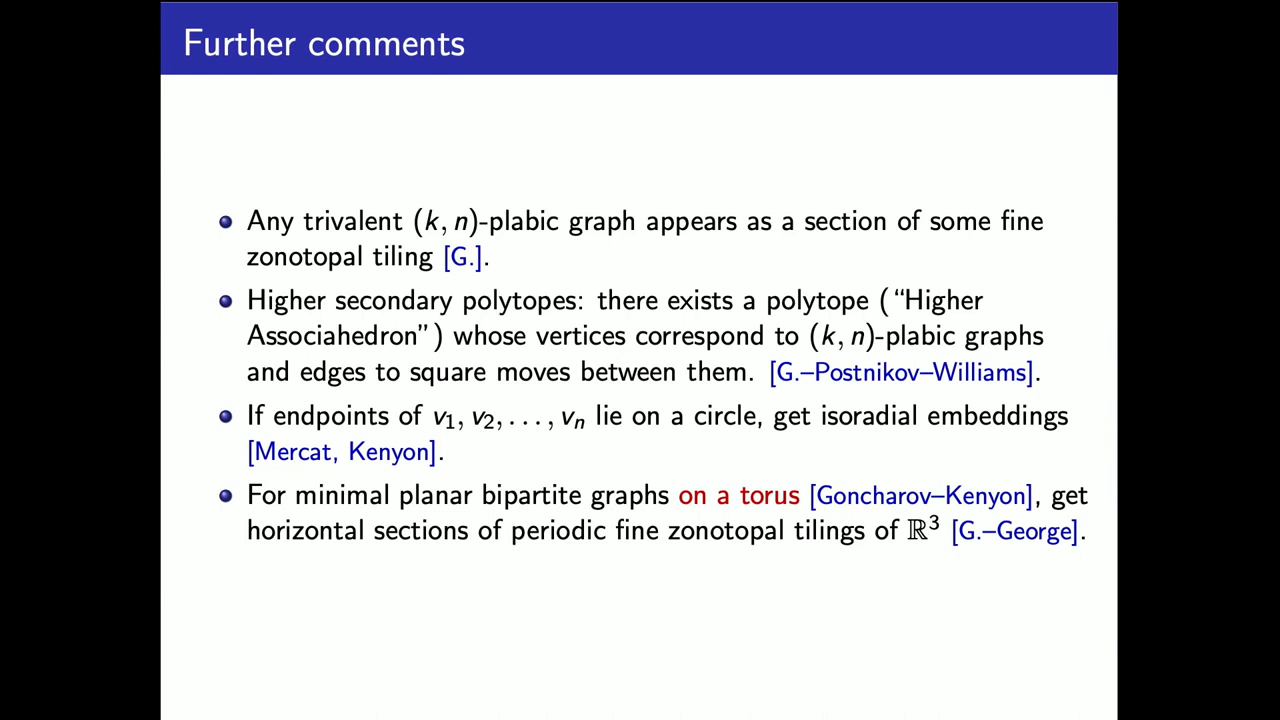 Further comments
Any trivalent (k, n)-plabic graph appears as a section of some fine
zonotopal tiling [G.].
Higher secondary polytopes: there exists a polytope (“Higher
Associahedron”) whose vertices correspond to (k, n)-plabic graphs
and edges to square moves between them. [G.–Postnikov–Williams].
If endpoints of v₁, v₂, . . . , vₙ lie on a circle, get isoradial embeddings
[Mercat, Kenyon].
For minimal planar bipartite graphs on a torus [Goncharov–Kenyon], get
horizontal sections of periodic fine zonotopal tilings of ℝ³ [G.–George].